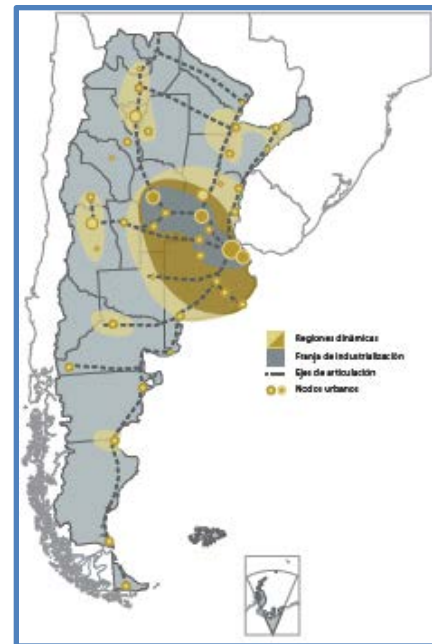 Regiones dinámicas
Franja de industrialización
Ejes de articulación
Nodos urbanos